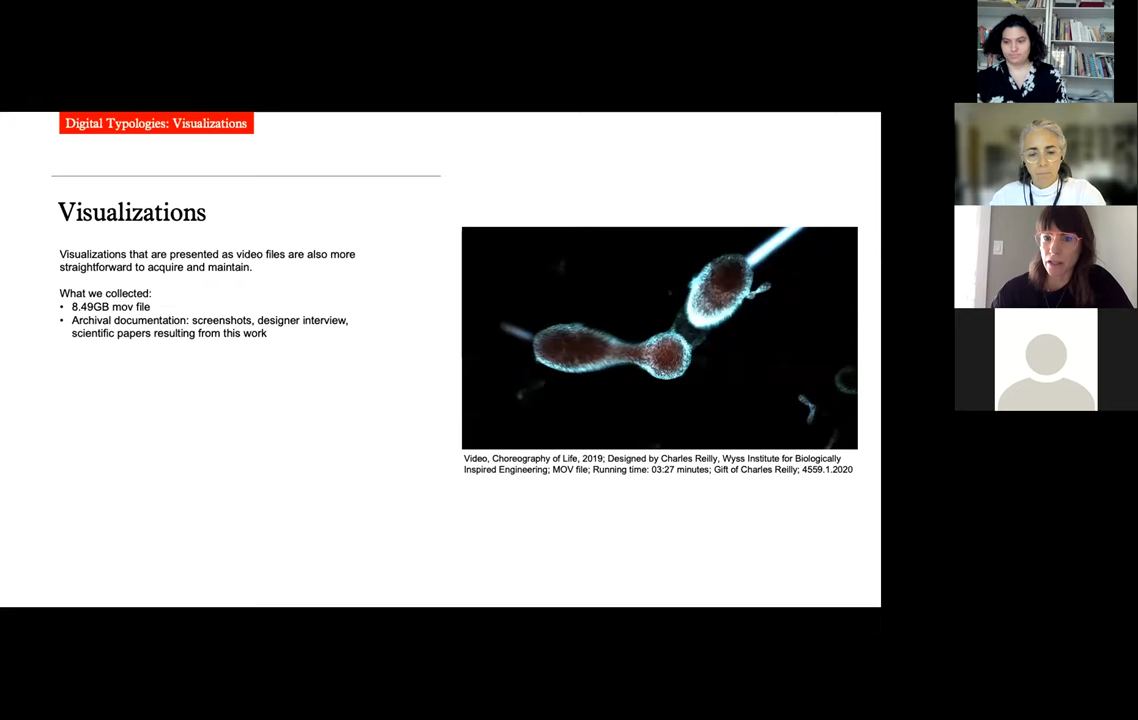 Digital Typologies: Visualizations
Visualizations
Visualizations that are presented as video files are also more
straightforward to acquire and maintain.
What we collected:
• 8.49GB mov file
• Archival documentation: screenshots, designer interview,
scientific papers resulting from this work
Video, Choreography of Life, 2019; Designed by Charles Reilly, Wyss Institute for Biologically
Inspired Engineering; MOV file; Running time: 03:27 minutes; Gift of Charles Reilly; 4559.1.2020